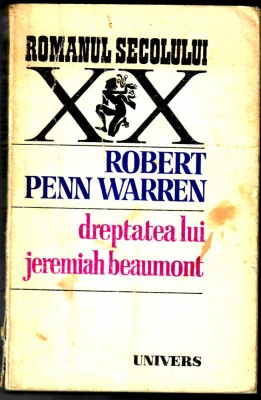 ROMANUL SECOLULUI
XX
ROBERT
PENN WARREN
dreptatea lui
jeremiah beaumont
UNIVERS